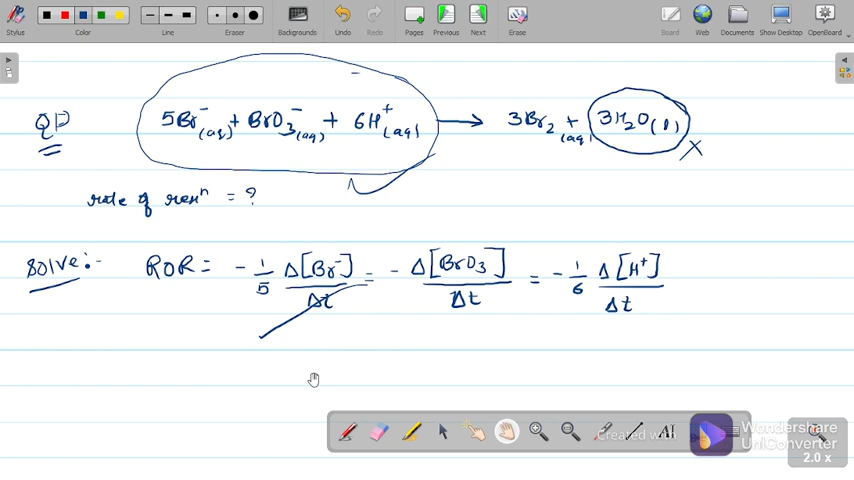 Stylus Color Line Eraser Backgrounds Undo Redo Pages Previous Next Erase Board Web Documents Show Desktop OpenBoard
5Br⁻(aq) + BrO₃⁻(aq) + 6H⁺(aq) → 3Br₂(aq) + 3H₂O(l) ×
rate of rexⁿ = ?
Solve:- ROR = - 1/5 Δ[Br⁻]/Δt = - Δ[BrO₃]/Δt = - 1/6 Δ[H⁺]/Δt
Created with Wondershare UniConverter
2.0 x